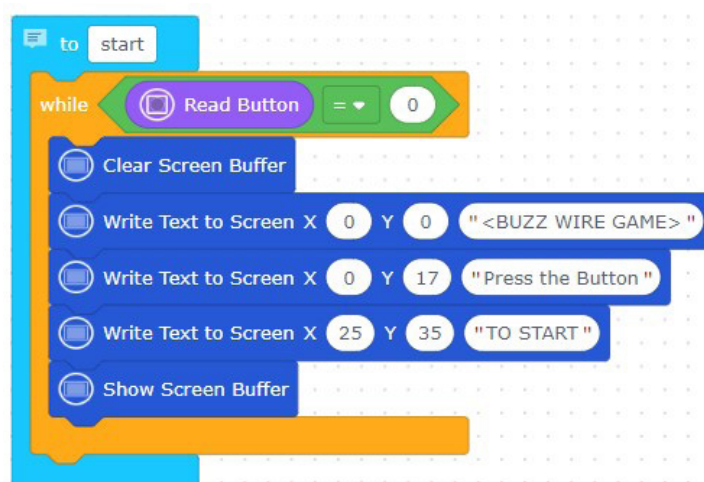 to start
while Read Button = 0
Clear Screen Buffer
Write Text to Screen X 0 Y 0 "<BUZZ WIRE GAME>"
Write Text to Screen X 0 Y 17 "Press the Button"
Write Text to Screen X 25 Y 35 "TO START"
Show Screen Buffer